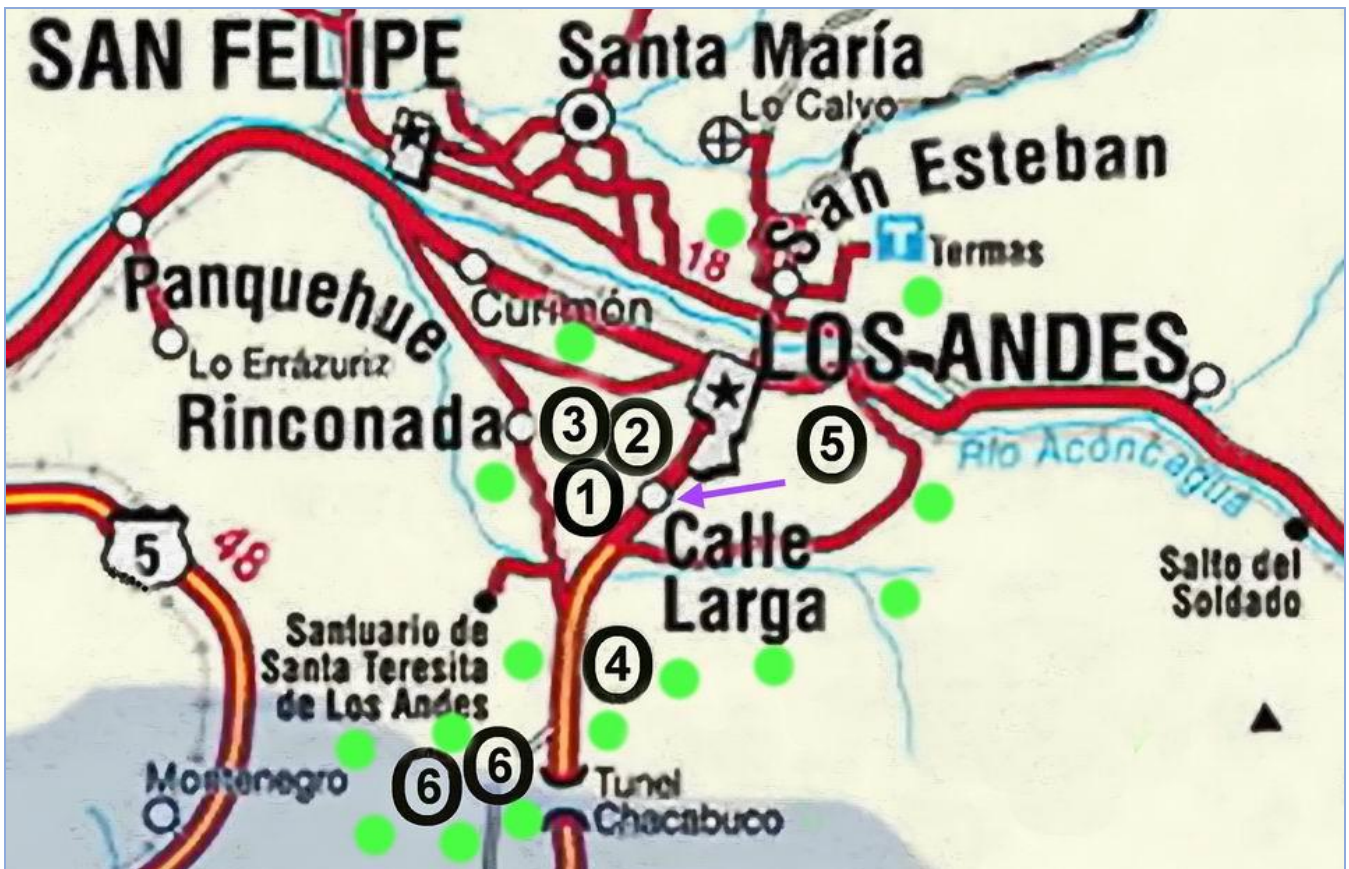 SAN FELIPE
Santa María
Lo Calvo
San Esteban
18
T
Termas
Panquehue
Curimón
Lo Errázuriz
LOS ANDES
Rinconada
3
2
5
1
Río Aconcagua
Calle
Larga
5
48
Salto del
Soldado
Santuario de
Santa Teresita
de Los Andes
4
6
6
Montenegro
Tunel
Chacabuco